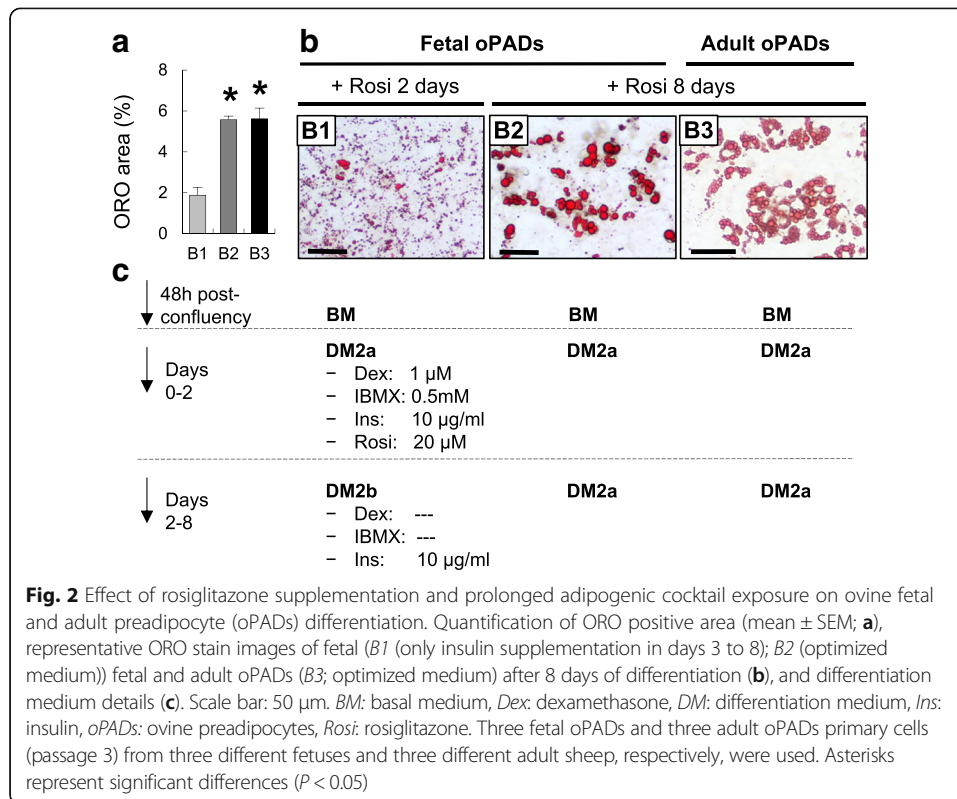 a
b
Fetal oPADs
Adult oPADs
+ Rosi 2 days
+ Rosi 8 days
ORO area (%)
8
6
4
2
0
*
*
B1
B2
B3
B1
B2
B3
c
48h post-
confluency
BM
BM
BM
Days
0-2
DM2a
DM2a
DM2a
– Dex: 1 µM
– IBMX: 0.5mM
– Ins: 10 µg/ml
– Rosi: 20 µM
Days
2-8
DM2b
DM2a
DM2a
– Dex: ---
– IBMX: ---
– Ins: 10 µg/ml
Fig. 2 Effect of rosiglitazone supplementation and prolonged adipogenic cocktail exposure on ovine fetal
and adult preadipocyte (oPADs) differentiation. Quantification of ORO positive area (mean ± SEM; a),
representative ORO stain images of fetal (B1 (only insulin supplementation in days 3 to 8); B2 (optimized
medium)) fetal and adult oPADs (B3; optimized medium) after 8 days of differentiation (b), and differentiation
medium details (c). Scale bar: 50 µm. BM: basal medium, Dex: dexamethasone, DM: differentiation medium, Ins:
insulin, oPADs: ovine preadipocytes, Rosi: rosiglitazone. Three fetal oPADs and three adult oPADs primary cells
(passage 3) from three different fetuses and three different adult sheep, respectively, were used. Asterisks
represent significant differences (P < 0.05)